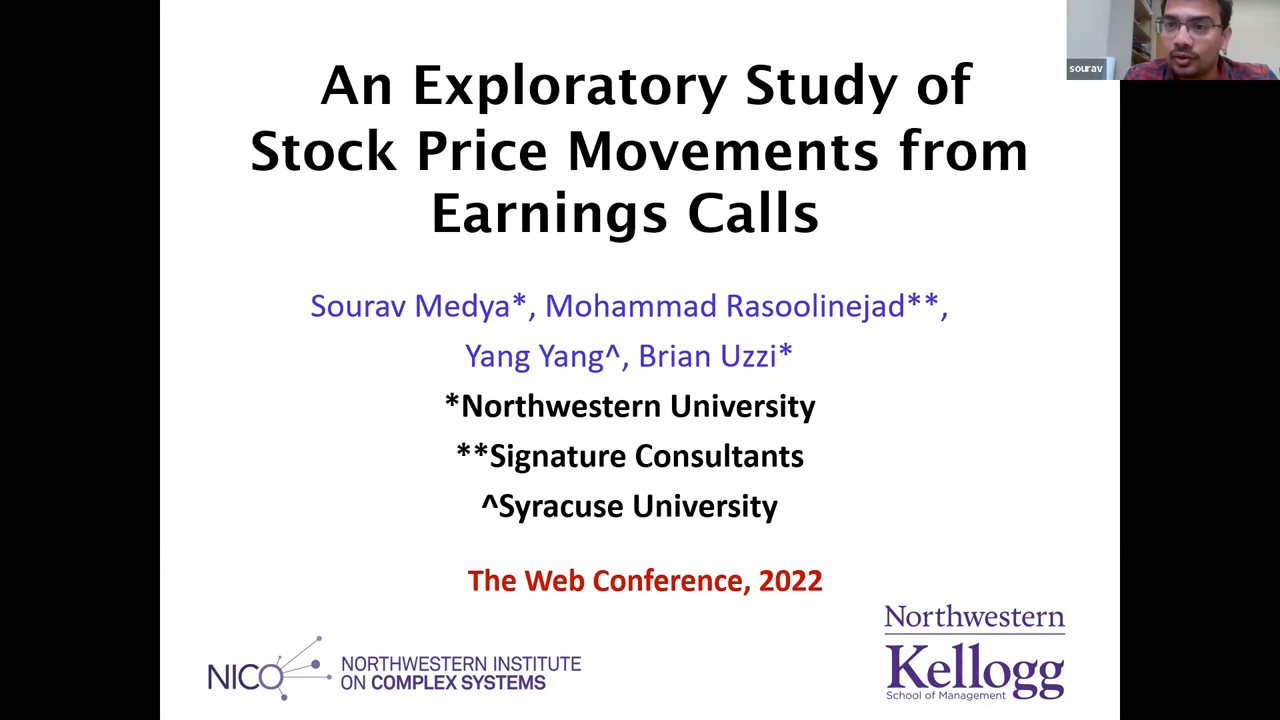 sourav
An Exploratory Study of
Stock Price Movements from
Earnings Calls
Sourav Medya*, Mohammad Rasoolinejad**,
Yang Yang^, Brian Uzzi*
*Northwestern University
**Signature Consultants
^Syracuse University
The Web Conference, 2022
NICO
NORTHWESTERN INSTITUTE
ON COMPLEX SYSTEMS
Northwestern
Kellogg
School of Management